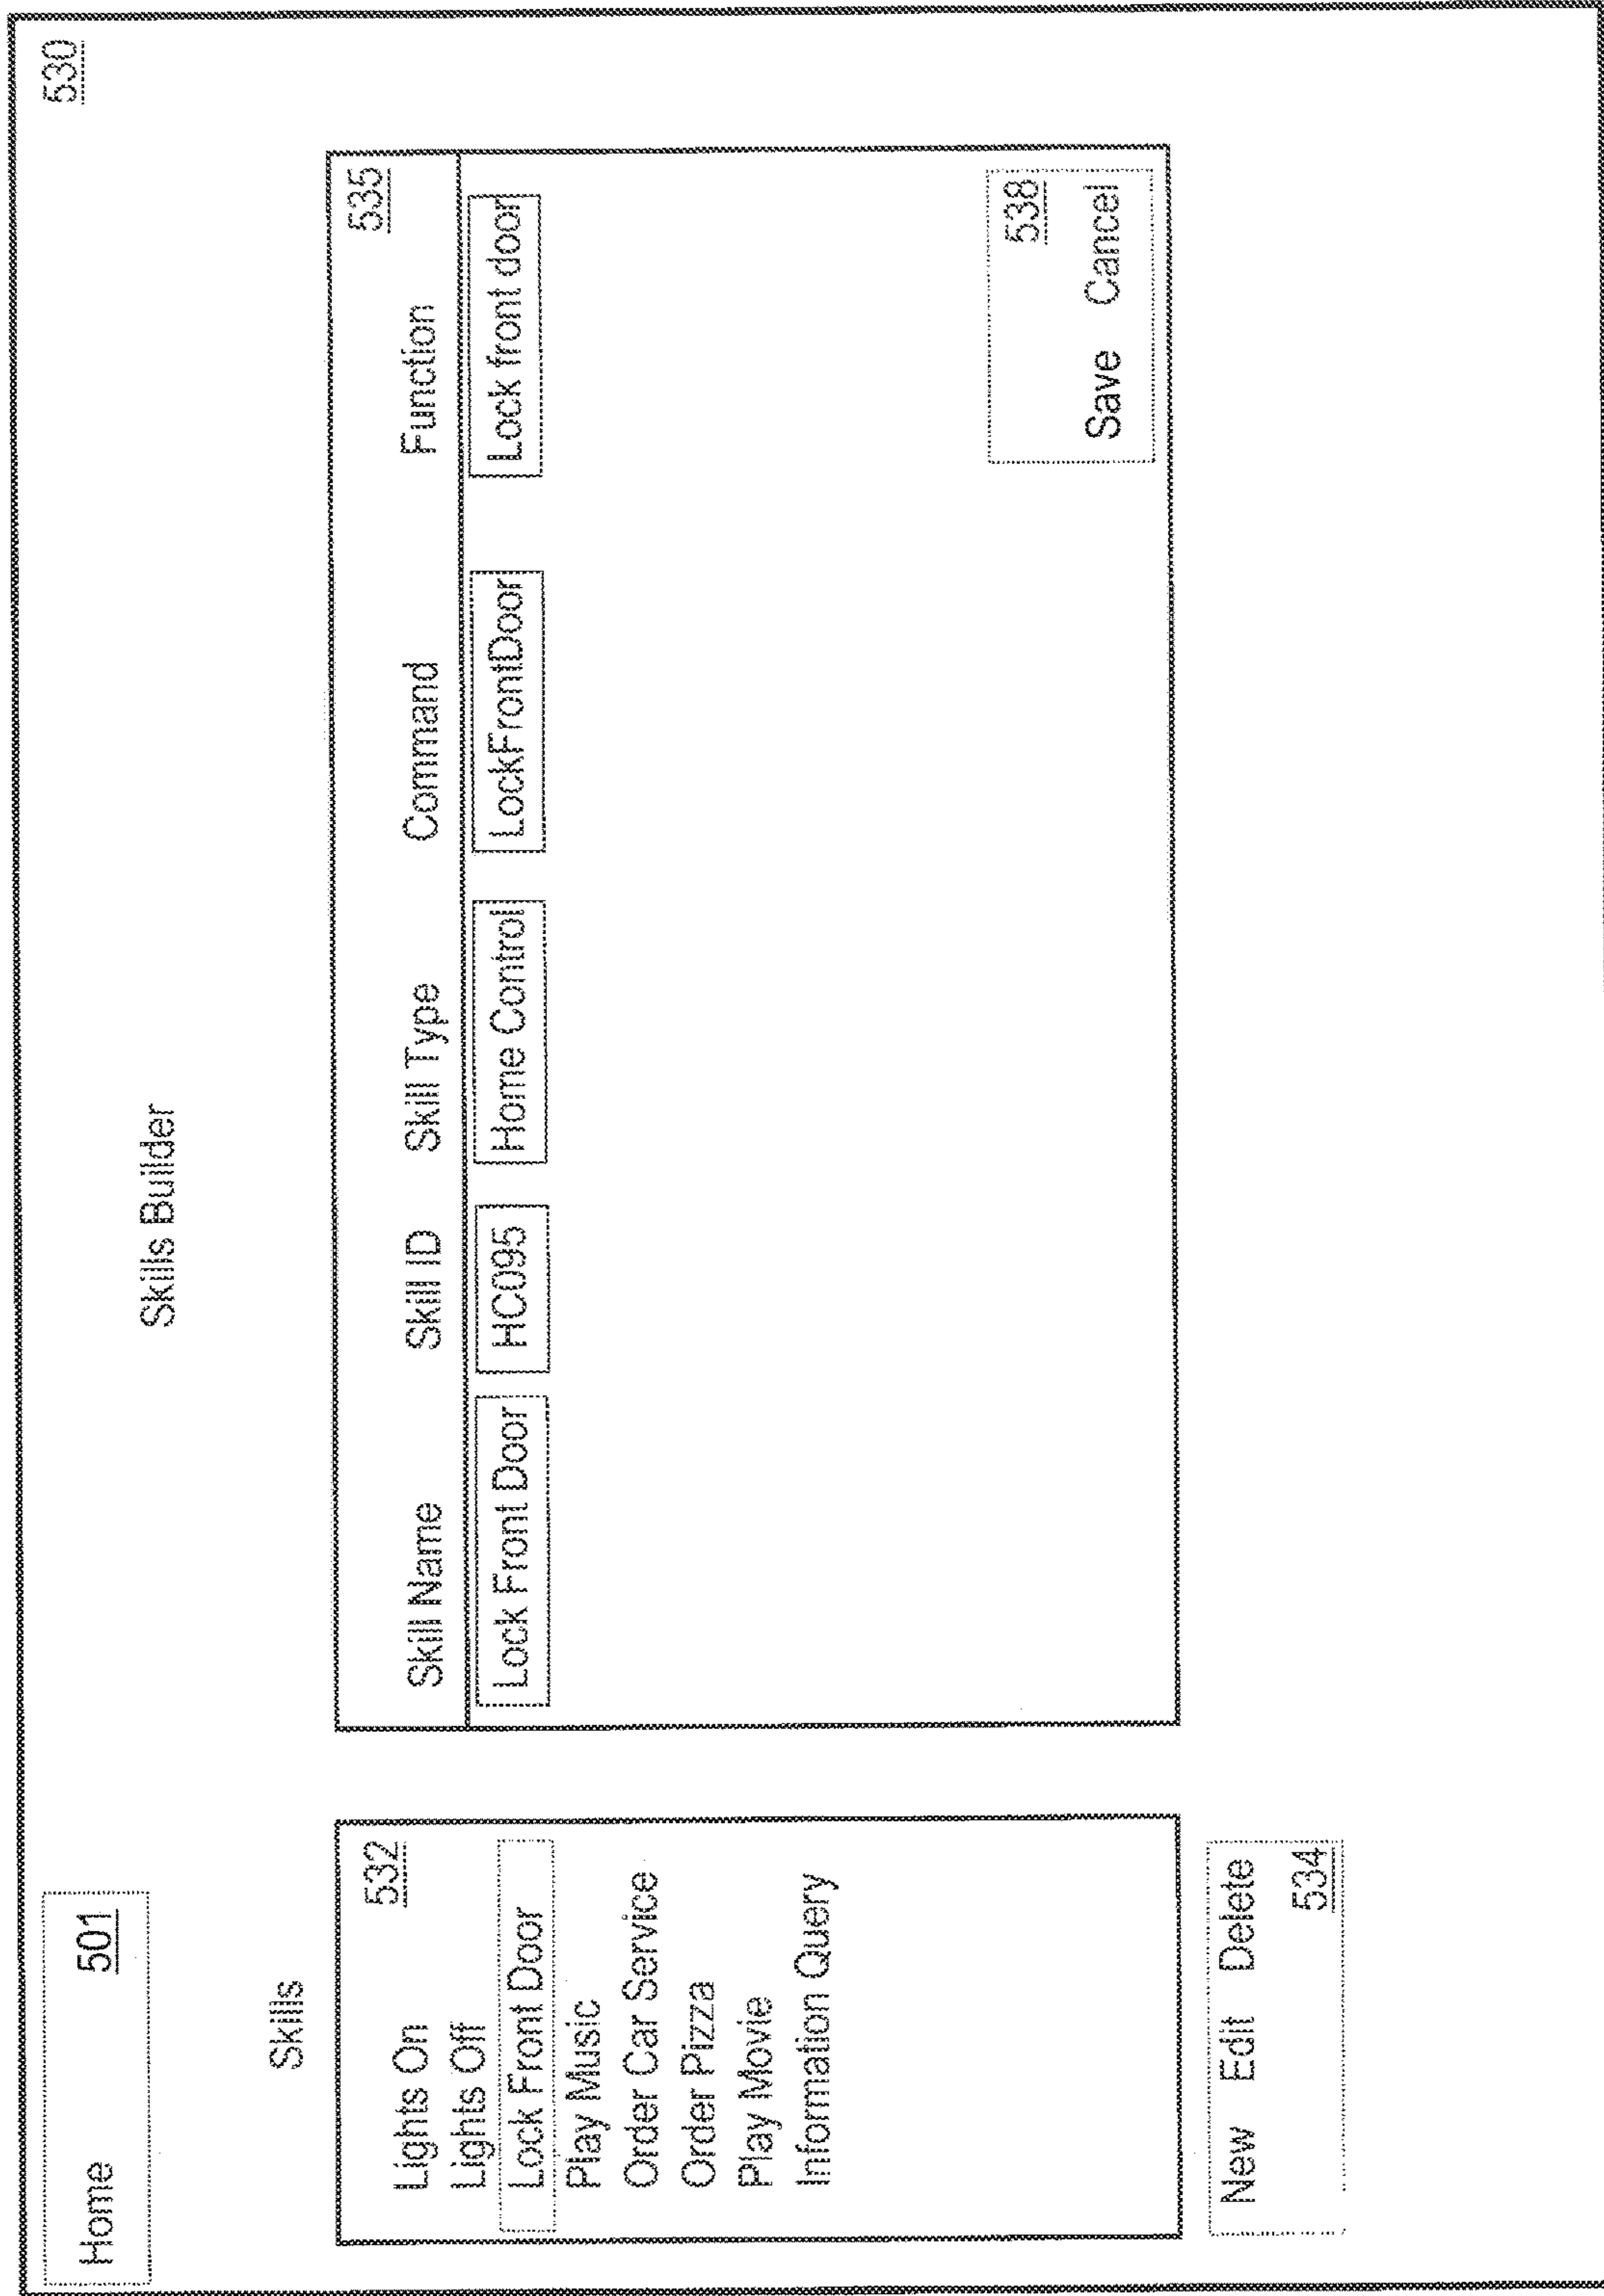 530
Home 501
Skills Builder
Skills
532
Lights On
Lights Off
Lock Front Door
Play Music
Order Car Service
Order Pizza
Play Movie
Information Query
New Edit Delete
534
535
Skill Name Skill ID Skill Type Command Function
Lock Front Door HC095 Home Control LockFrontDoor Lock front door
538
Save Cancel